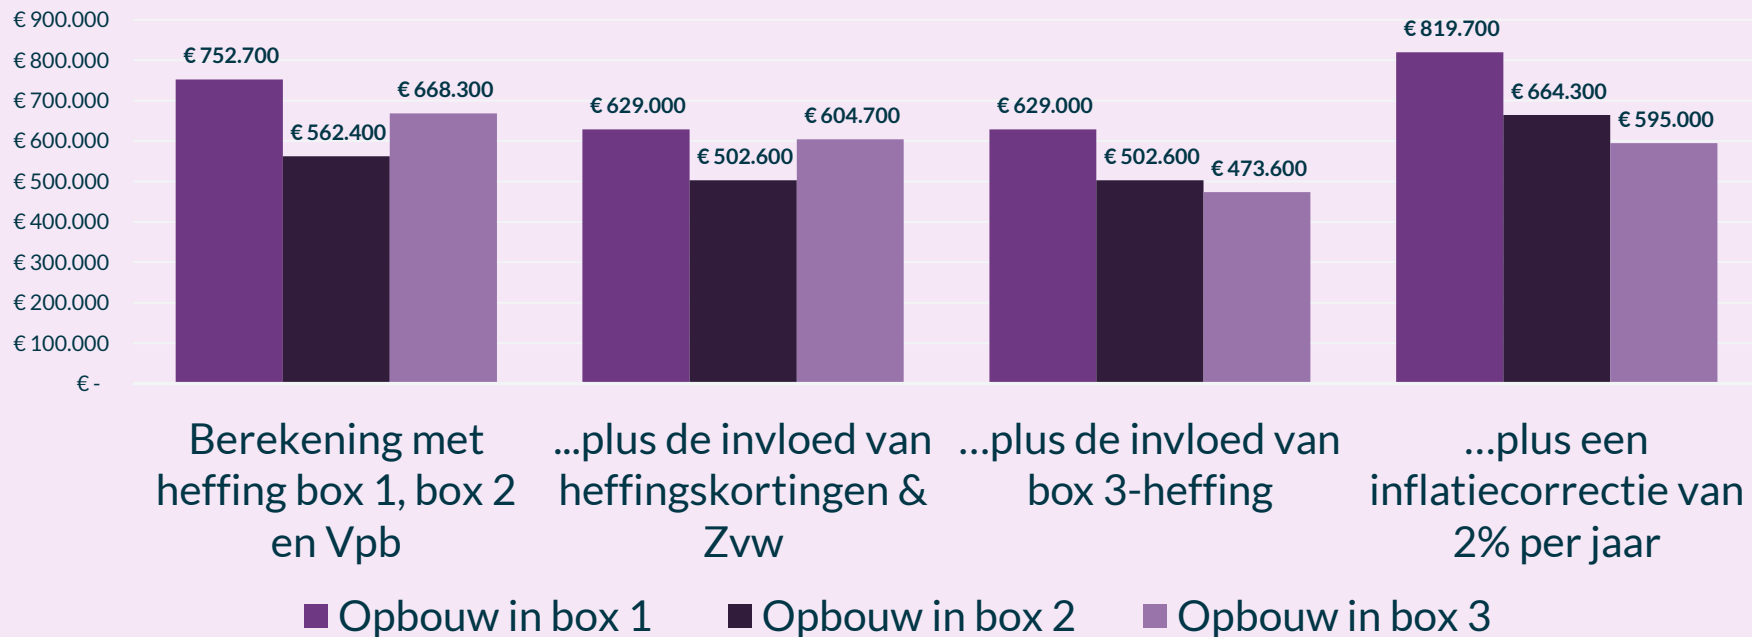 € 900.000
€ 800.000
€ 700.000
€ 600.000
€ 500.000
€ 400.000
€ 300.000
€ 200.000
€ 100.000
€ -
€ 752.700
€ 562.400
€ 668.300
€ 629.000
€ 502.600
€ 604.700
€ 629.000
€ 502.600
€ 473.600
€ 819.700
€ 664.300
€ 595.000
Berekening met
heffing box 1, box 2
en Vpb
...plus de invloed van
heffingskortingen &
Zvw
...plus de invloed van
box 3-heffing
...plus een
inflatiecorrectie van
2% per jaar
Opbouw in box 1
Opbouw in box 2
Opbouw in box 3